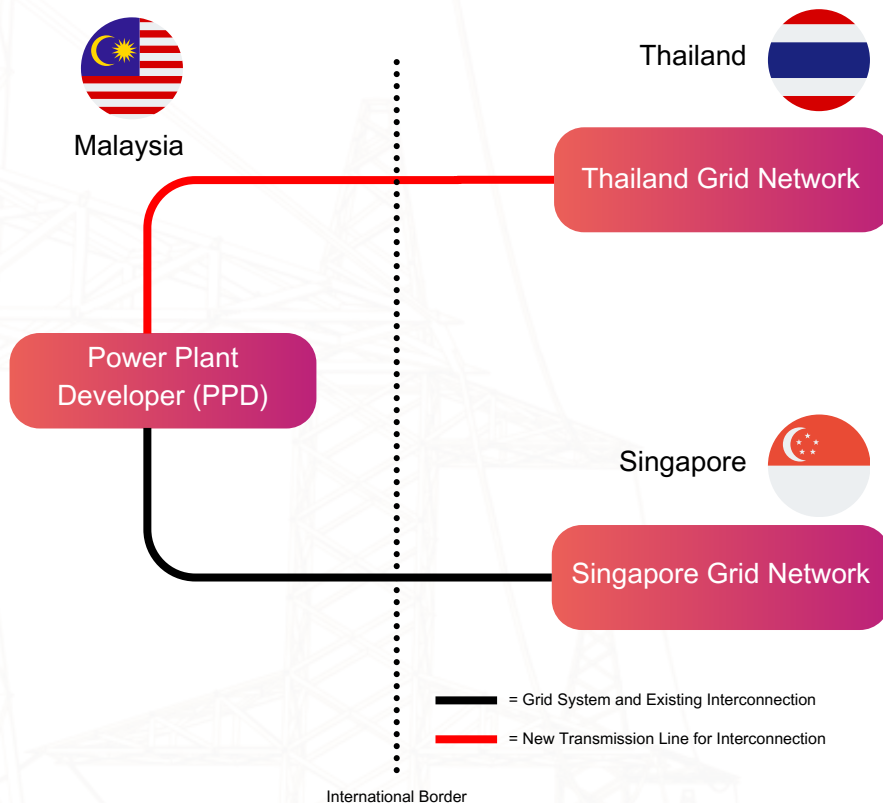 Malaysia
Thailand
Thailand Grid Network
Power Plant
Developer (PPD)
Singapore
Singapore Grid Network
= Grid System and Existing Interconnection
= New Transmission Line for Interconnection
International Border